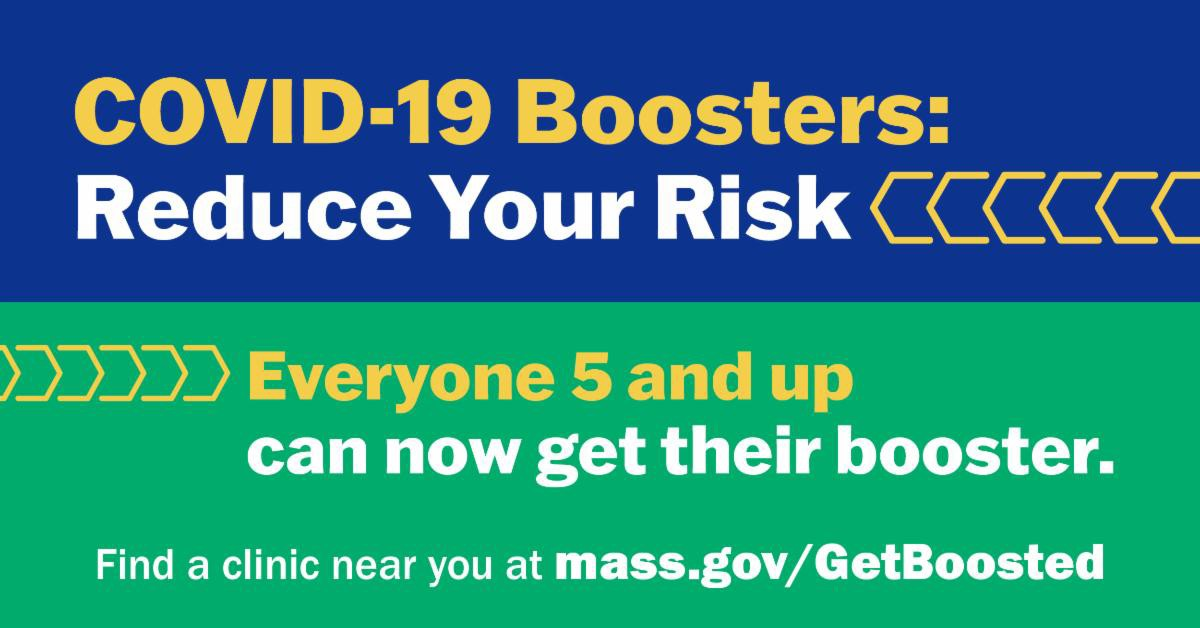 COVID-19 Boosters:
Reduce Your Risk
Everyone 5 and up
can now get their booster.
Find a clinic near you at mass.gov/GetBoosted